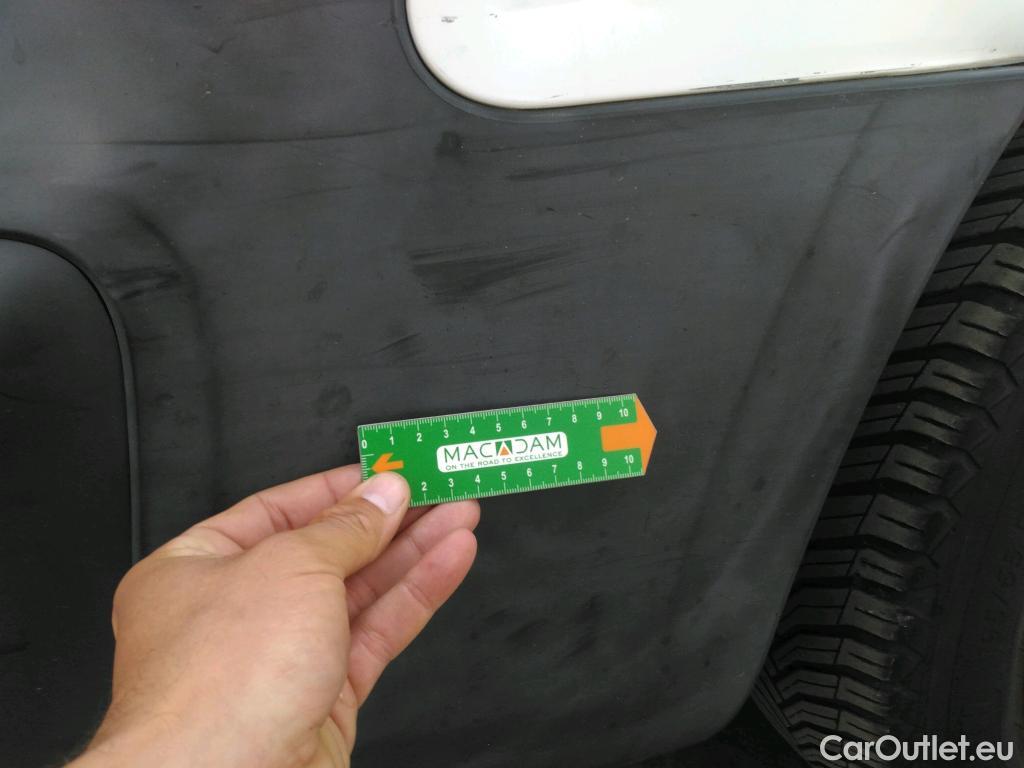 0 1 2 3 4 5 6 7 8 9 10
MACADAM
ON THE ROAD TO EXCELLENCE
2 3 4 5 6 7 8 9 10
CarOutlet.eu